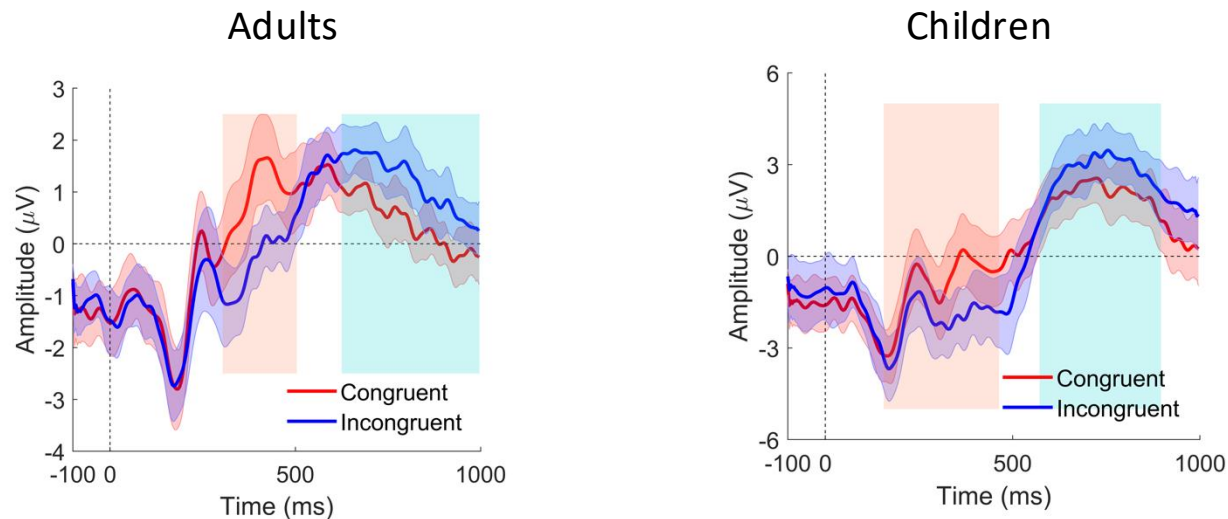 Adults
3
2
1
0
-1
-2
-3
-4
Amplitude (μV)
Congruent
Incongruent
-100 0 500 1000
Time (ms)
Children
6
3
0
-3
-6
Amplitude (μV)
Congruent
Incongruent
-100 0 500 1000
Time (ms)